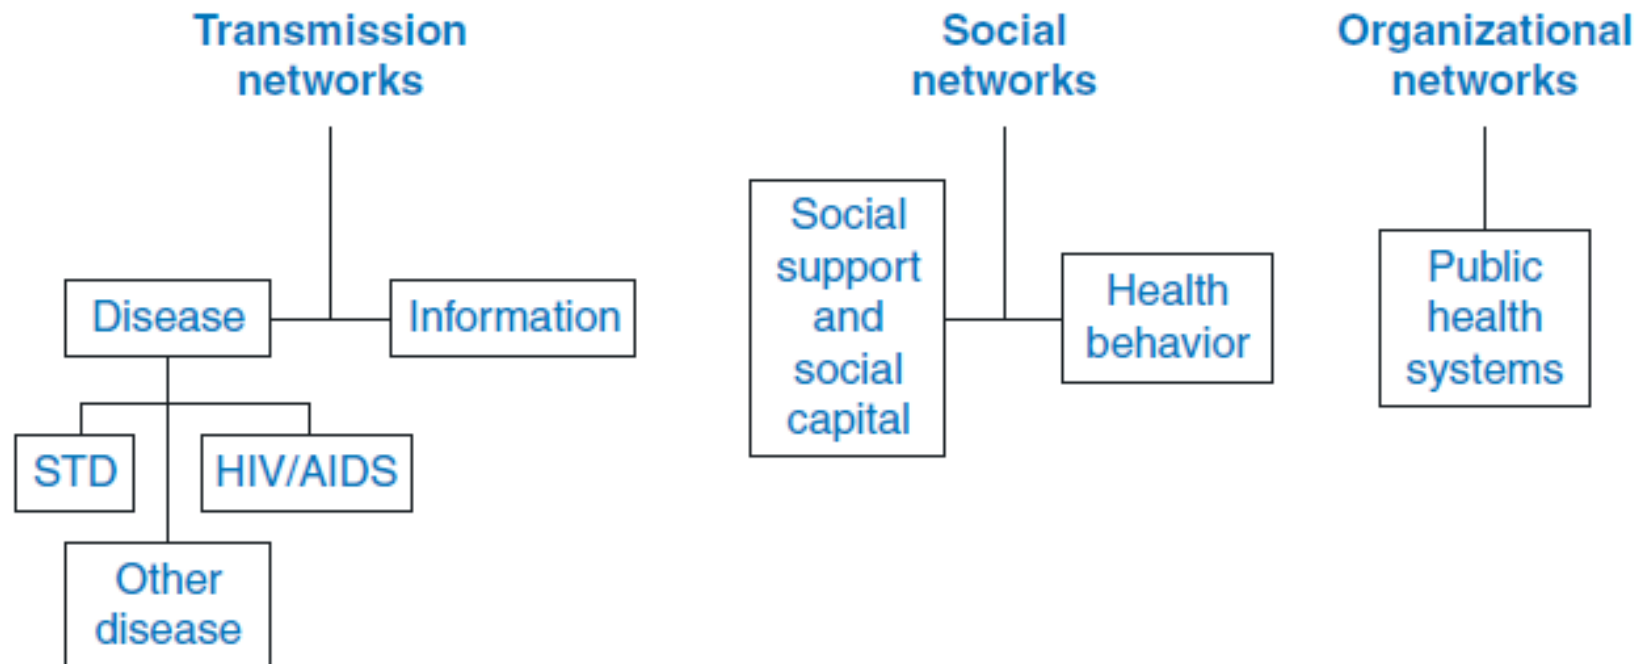 Transmission
networks
Social
networks
Organizational
networks
Disease
Information
STD
HIV/AIDS
Other
disease
Social
support
and
social
capital
Health
behavior
Public
health
systems